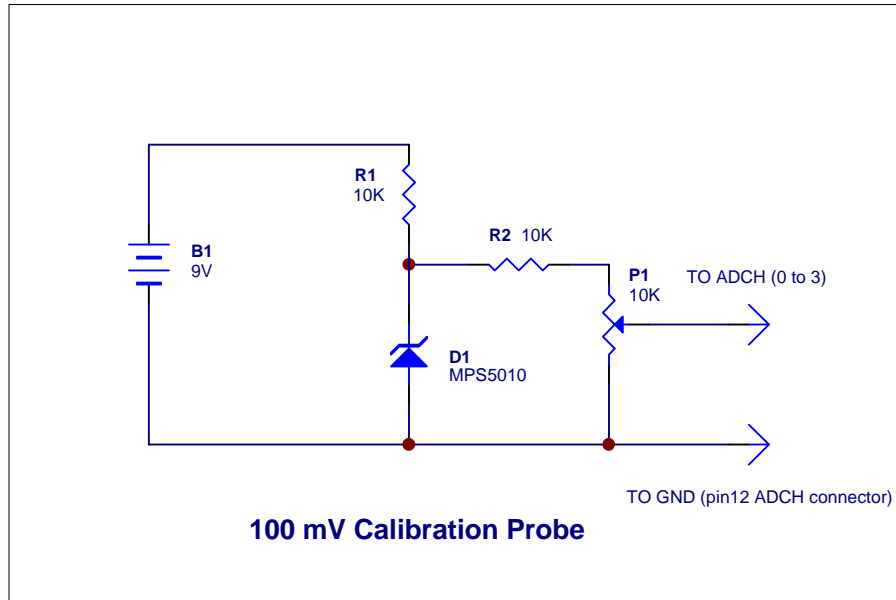 R1
10K
B1
9V
R2 10K
P1
10K
TO ADCH (0 to 3)
D1
MPS5010
TO GND (pin12 ADCH connector)
100 mV Calibration Probe